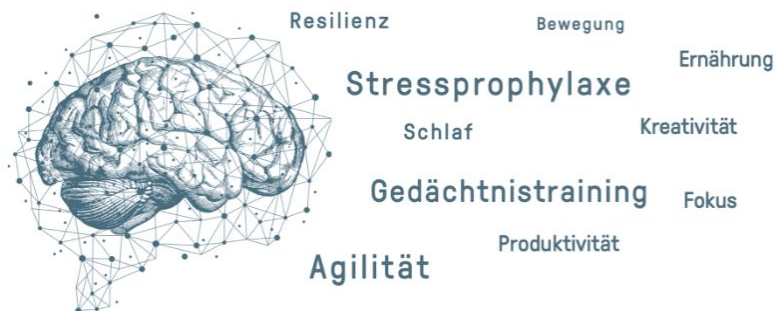 Resilienz
Bewegung
Ernährung
Stressprophylaxe
Schlaf
Kreativität
Gedächtnistraining
Fokus
Produktivität
Agilität